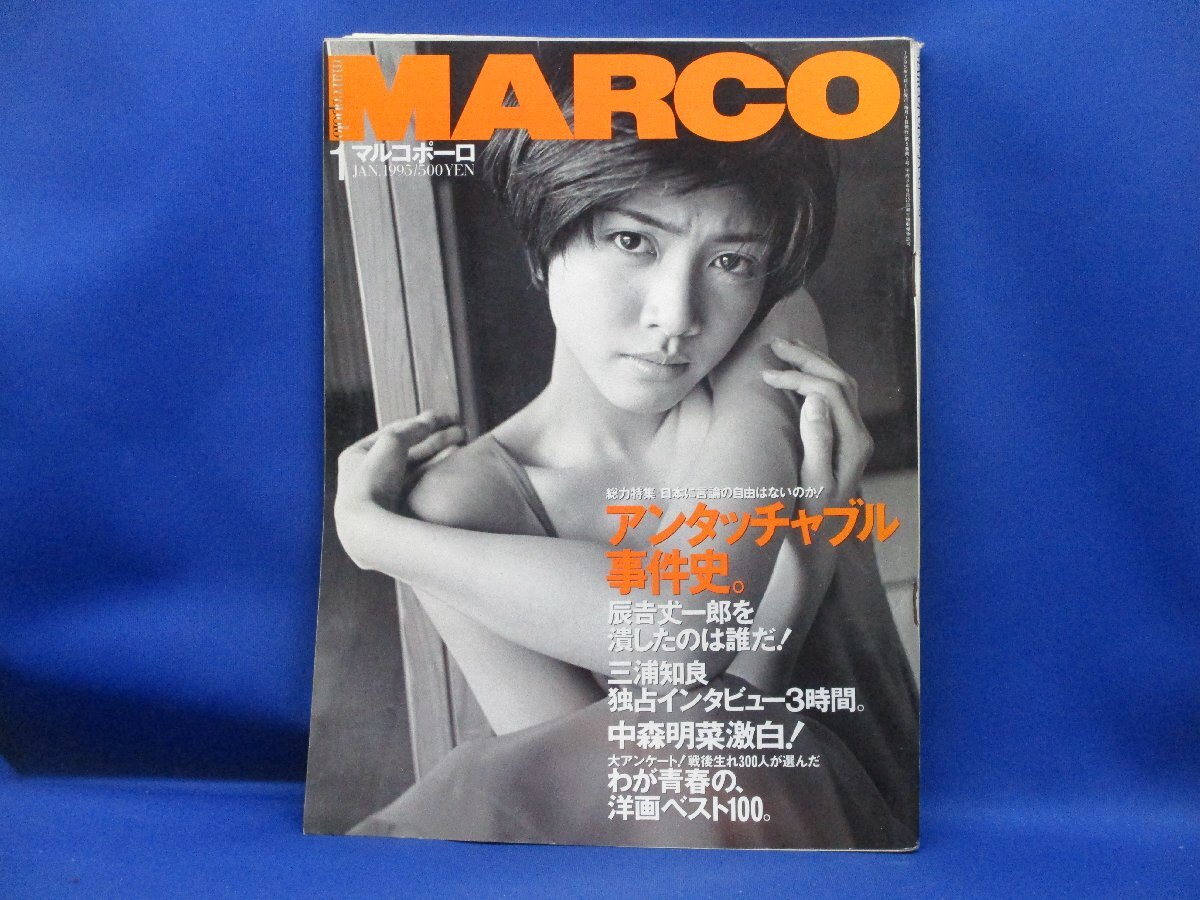 MARCO
1
マルコポーロ
JAN.1995/500YEN
総力特集 日本に言論の自由はないのか!
アンタッチャブル
事件史。
辰吉丈一郎を
潰したのは誰だ!
三浦知良
独占インタビュー3時間。
中森明菜激白!
大アンケート!戦後生れ300人が選んだ
わが青春の、
洋画ベスト100。